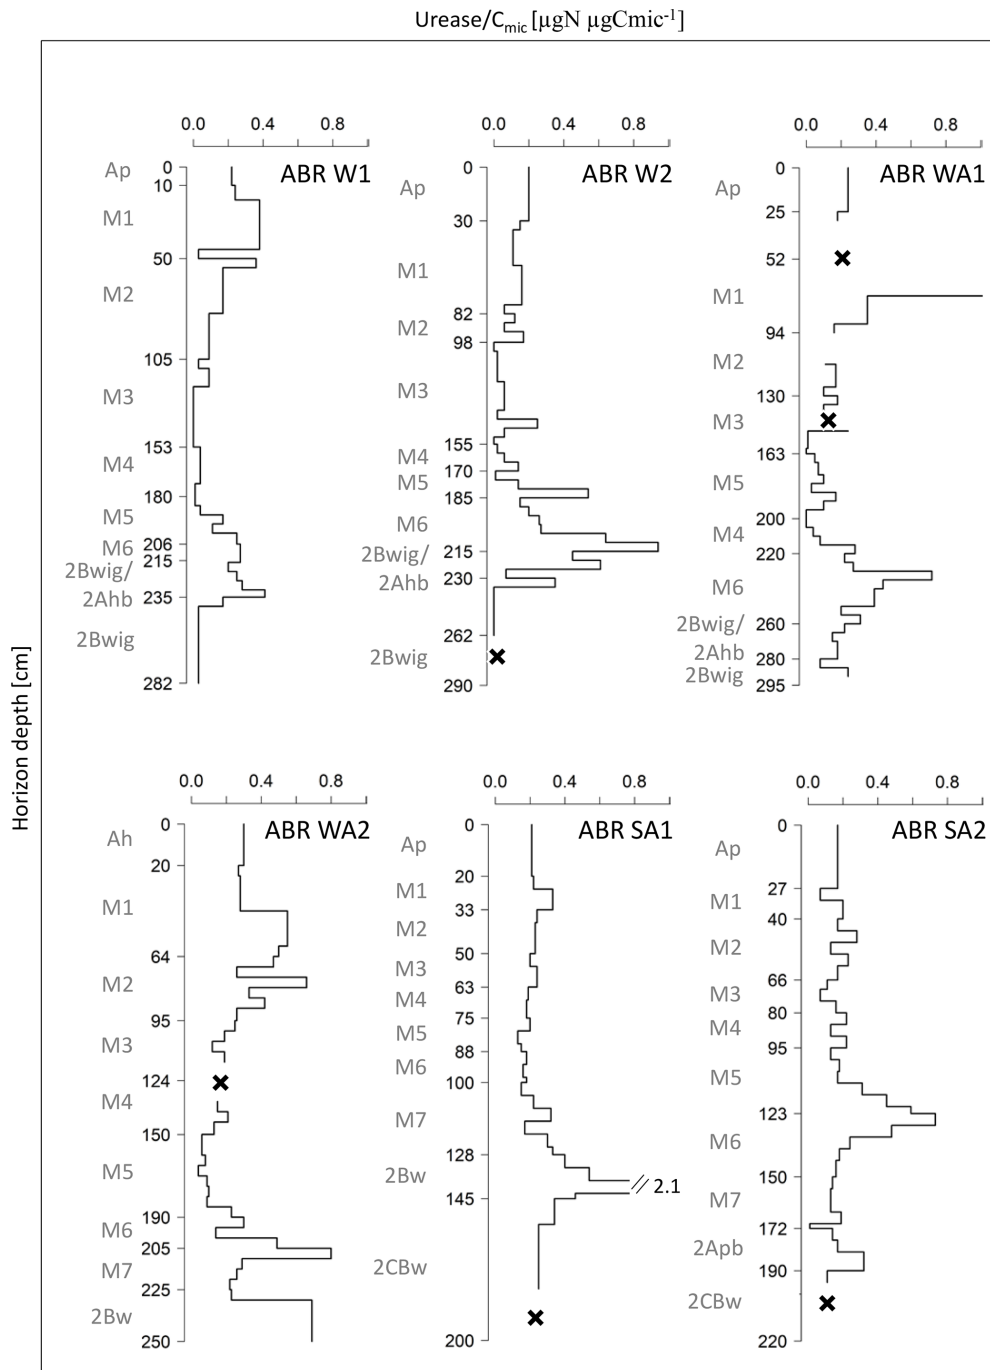 Urease/Cmic [µgN µgCmic-1]
Horizon depth [cm]
0.0 0.4 0.8
ABR W1
0
10
50
105
153
180
206
215
235
282
Ap
M1
M2
M3
M4
M5
M6
2Bwig/
2Ahb
2Bwig
0.0 0.4 0.8
ABR W2
0
30
82
98
155
170
185
215
230
262
290
Ap
M1
M2
M3
M4
M5
M6
2Bwig/
2Ahb
2Bwig
0.0 0.4 0.8
ABR WA1
0
25
52
94
130
163
200
220
260
280
295
Ap
M1
M2
M3
M5
M4
M6
2Bwig/
2Ahb
2Bwig
0.0 0.4 0.8
ABR WA2
0
20
64
95
124
150
190
205
225
250
Ah
M1
M2
M3
M4
M5
M6
M7
2Bw
0.0 0.4 0.8
ABR SA1
0
20
33
50
63
75
88
100
128
145
200
Ap
M1
M2
M3
M4
M5
M6
M7
2Bw
2CBw
// 2.1
0.0 0.4 0.8
ABR SA2
0
27
40
66
80
95
123
150
172
190
220
Ap
M1
M2
M3
M4
M5
M6
M7
2Apb
2CBw